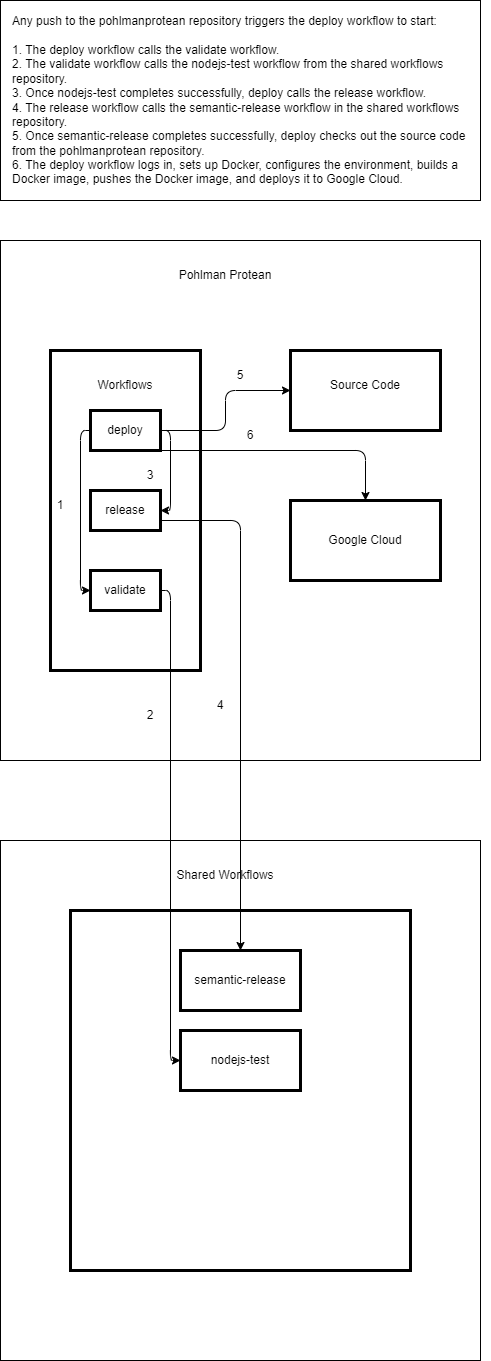 Any push to the pohlmanprotean repository triggers the deploy workflow to start:
1. The deploy workflow calls the validate workflow.
2. The validate workflow calls the nodejs-test workflow from the shared workflows
repository.
3. Once nodejs-test completes successfully, deploy calls the release workflow.
4. The release workflow calls the semantic-release workflow in the shared workflows
repository.
5. Once semantic-release completes successfully, deploy checks out the source code
from the pohlmanprotean repository.
6. The deploy workflow logs in, sets up Docker, configures the environment, builds a
Docker image, pushes the Docker image, and deploys it to Google Cloud.
Pohlman Protean
Workflows
5
Source Code
deploy
6
3
1
release
Google Cloud
validate
4
2
Shared Workflows
semantic-release
nodejs-test